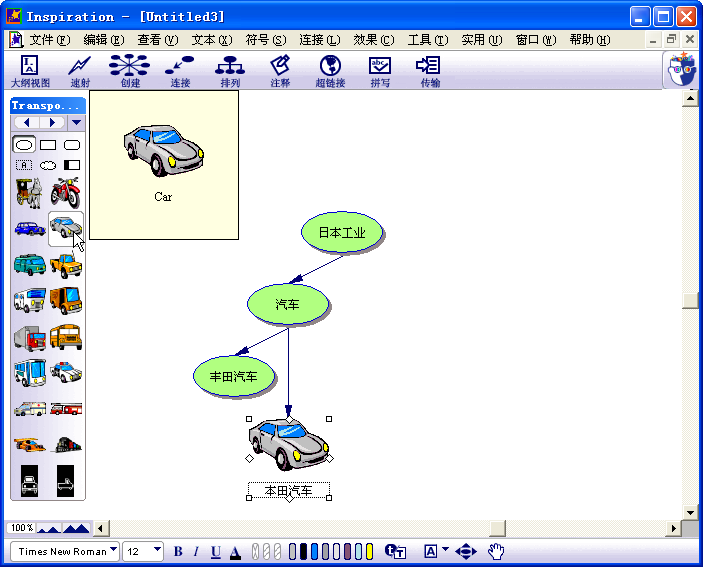 Inspiration - [Untitled3]
文件(F) 编辑(E) 查看(V) 文本(X) 符号(S) 连接(L) 效果(C) 工具(T) 实用(U) 窗口(W) 帮助(H)
大纲视图 速射 创建 连接 排列 注释 超链接 拼写 传输
Transpo...
A
Car
日本工业
汽车
丰田汽车
本田汽车
100%
Times New Roman 12 B I U A